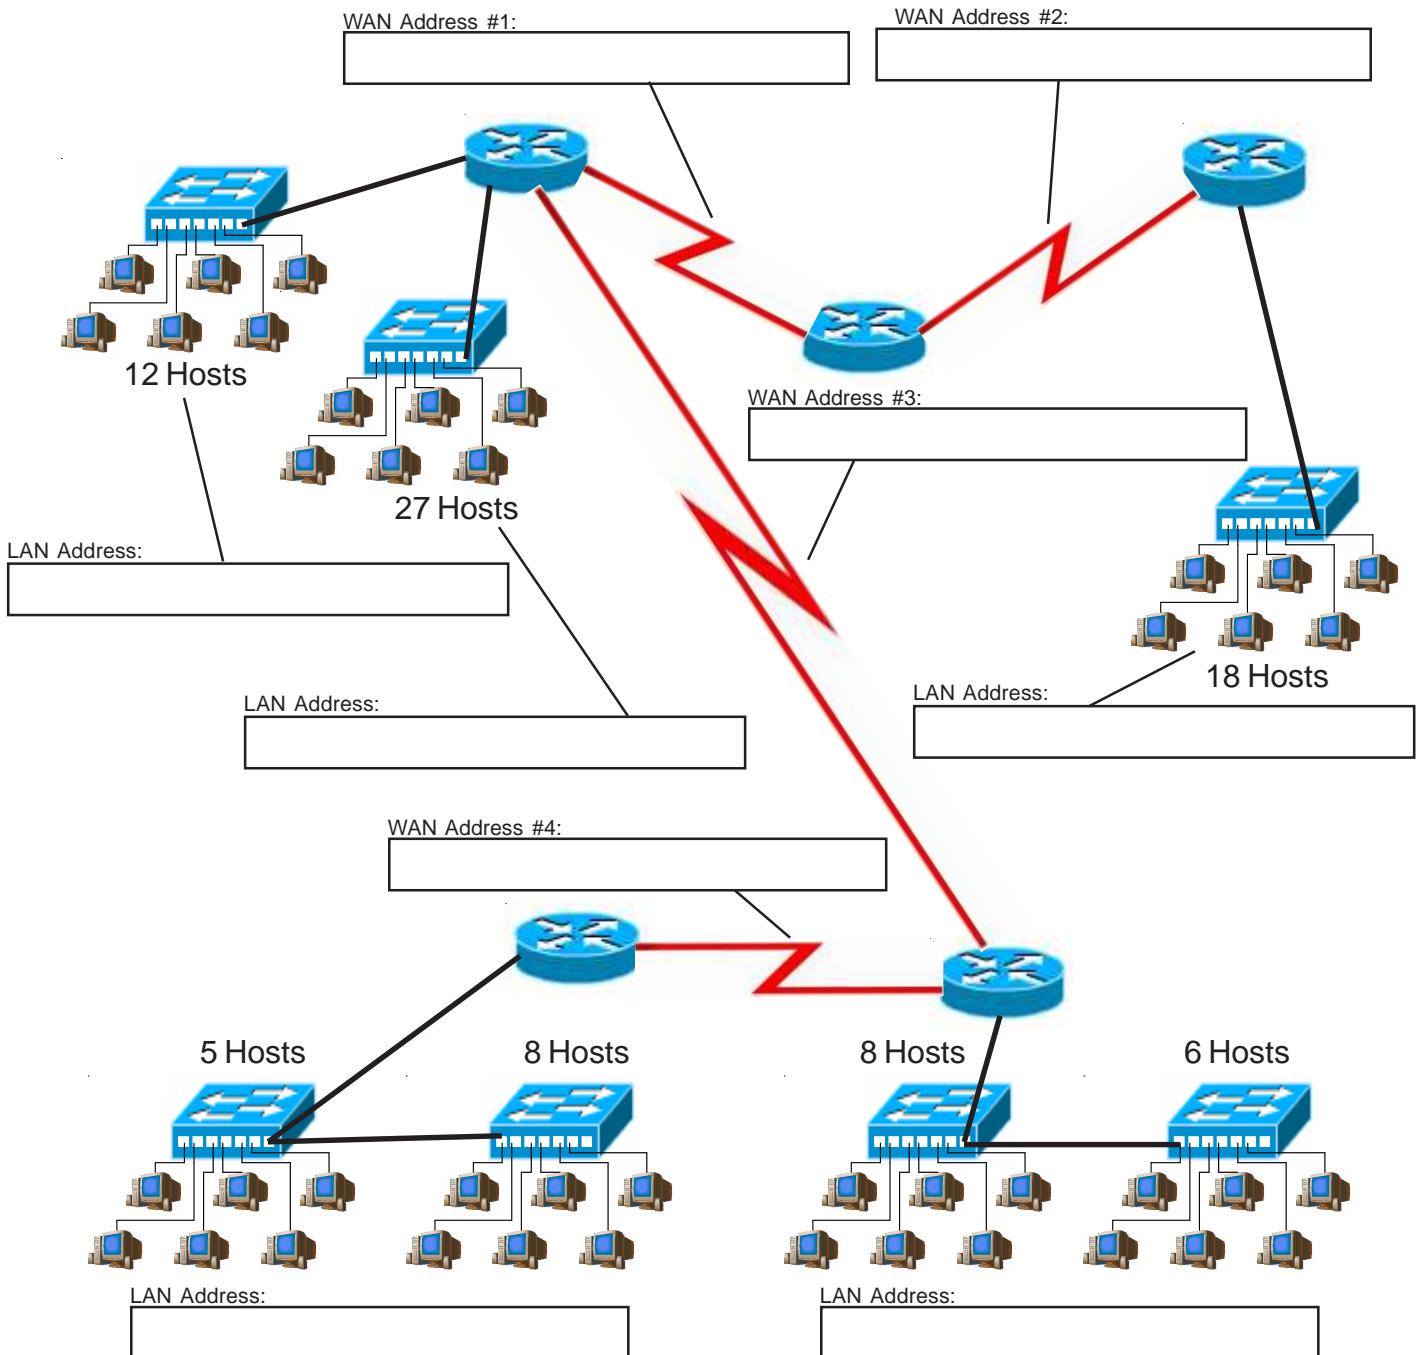 WAN Address #1:
WAN Address #2:
12 Hosts
WAN Address #3:
27 Hosts
LAN Address:
18 Hosts
LAN Address:
LAN Address:
WAN Address #4:
5 Hosts
8 Hosts
8 Hosts
6 Hosts
LAN Address:
LAN Address: